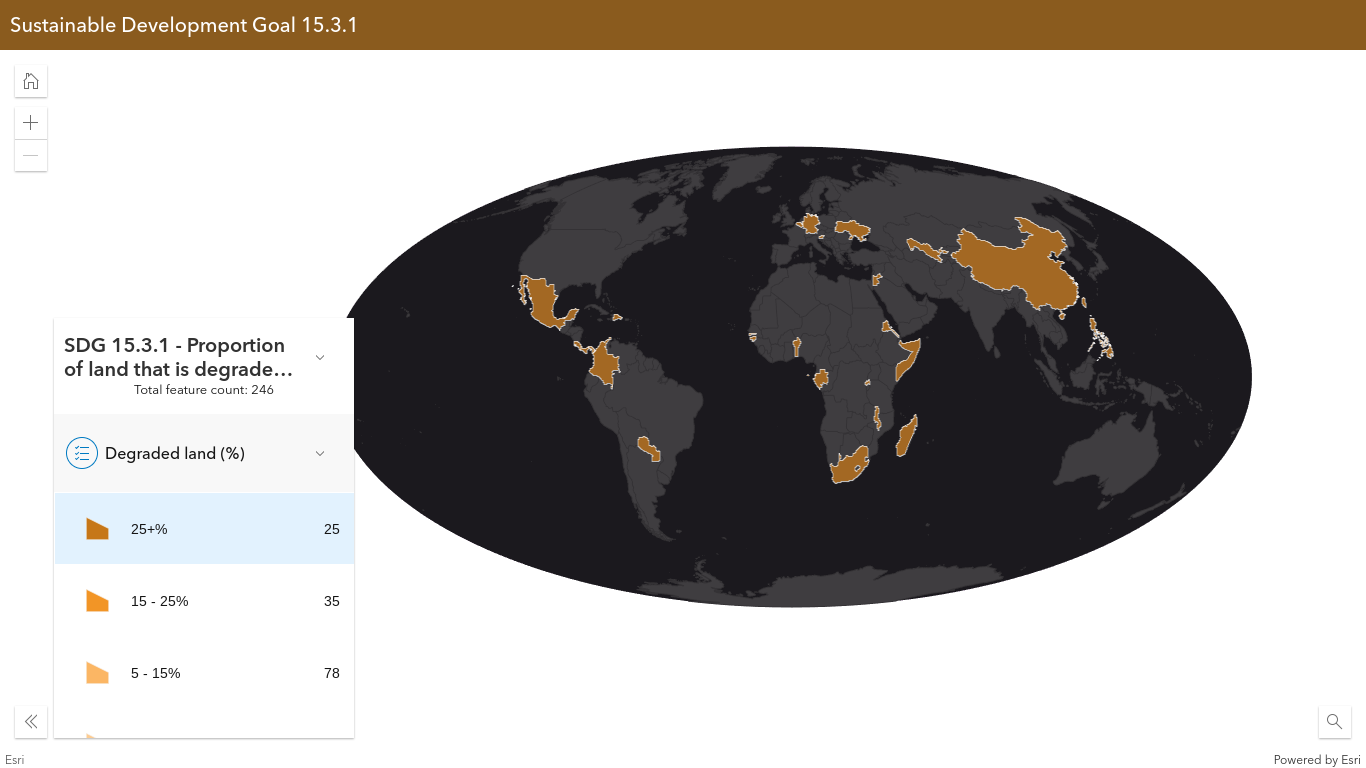 Sustainable Development Goal 15.3.1
SDG 15.3.1 - Proportion
of land that is degrade...
Total feature count: 246
Degraded land (%)
25+% 25
15 - 25% 35
5 - 15% 78
Esri
Powered by Esri